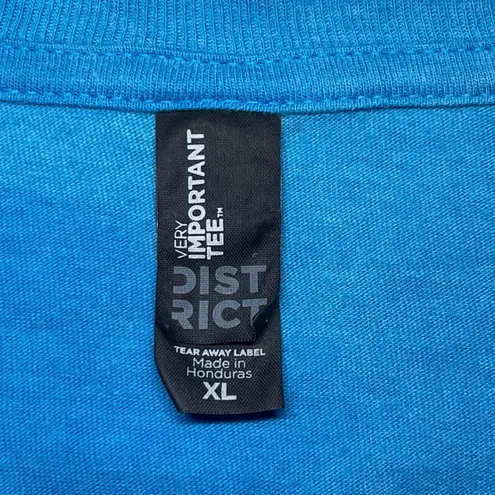 VERY
IMPORTANT
TEE™
DIST
RICT
TEAR AWAY LABEL
Made in
Honduras
XL